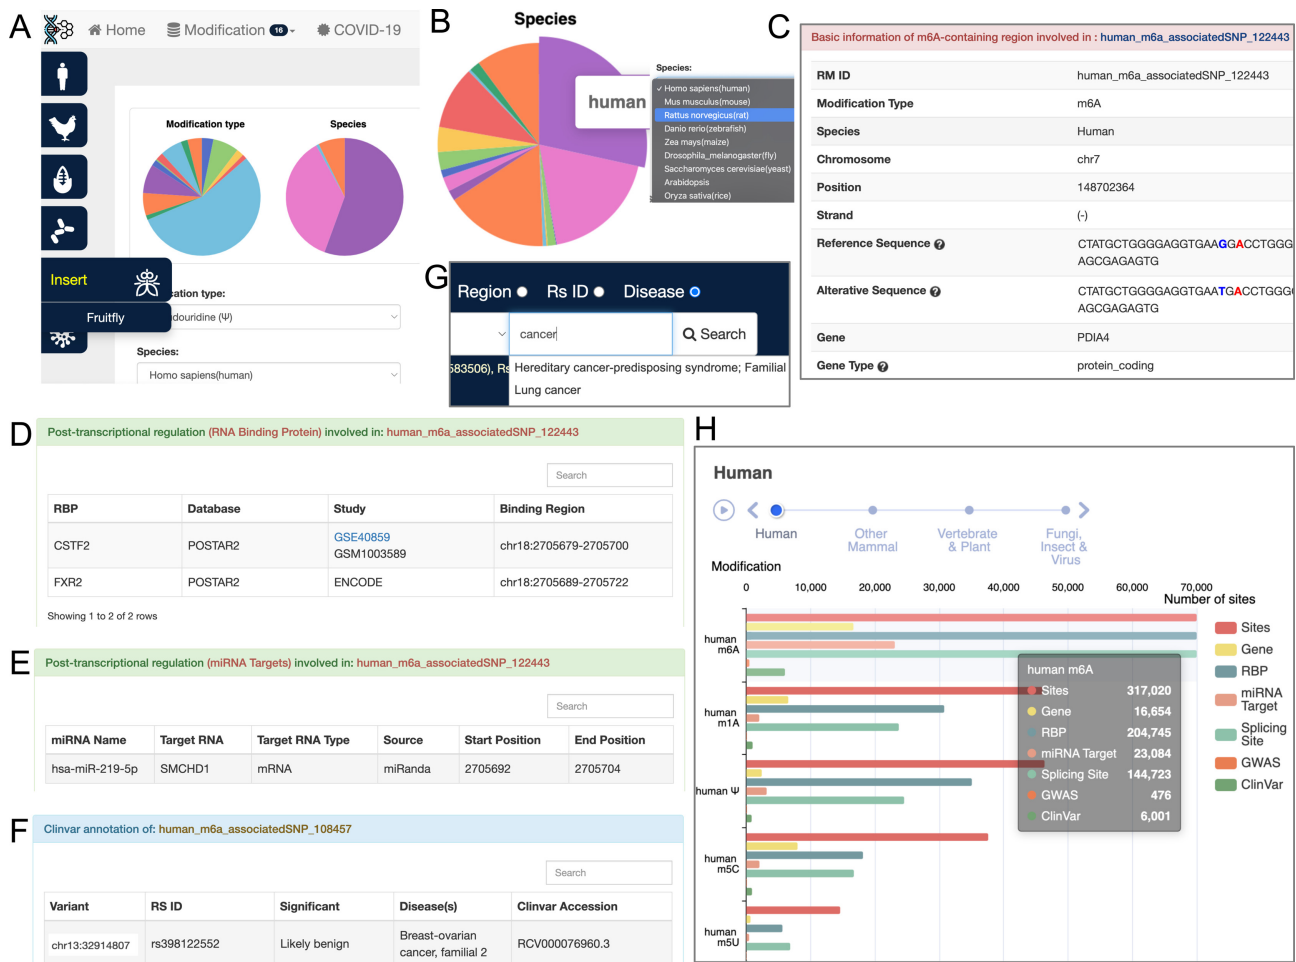 A
Home
Modification 16
COVID-19
Modification type
Species
Insert
Fruitfly
cation type:
douridine (Ψ)
Species:
Homo sapiens(human)
B
Species
human
Species:
✓ Homo sapiens(human)
Mus musculus(mouse)
Rattus norvegicus(rat)
Danio rerio(zebrafish)
Zea mays(maize)
Drosophila_melanogaster(fly)
Saccharomyces cerevisiae(yeast)
Arabidopsis
Oryza sativa(rice)
C
Basic information of m6A-containing region involved in : human_m6a_associatedSNP_122443
RM ID human_m6a_associatedSNP_122443
Modification Type m6A
Species Human
Chromosome chr7
Position 148702364
Strand (-)
Reference Sequence ? CTATGCTGGGGAGGTGAAGGACCTGGG
AGCGAGAGTG
Alterative Sequence ? CTATGCTGGGGAGGTGAATGACCTGGG
AGCGAGAGTG
Gene PDIA4
Gene Type ? protein_coding
G
Region Rs ID Disease
cancer Search
583506), Rs
Hereditary cancer-predisposing syndrome; Familial
Lung cancer
D
Post-transcriptional regulation (RNA Binding Protein) involved in: human_m6a_associatedSNP_122443
Search
RBP Database Study Binding Region
CSTF2 POSTAR2 GSE40859 GSM1003589 chr18:2705679-2705700
FXR2 POSTAR2 ENCODE chr18:2705689-2705722
Showing 1 to 2 of 2 rows
E
Post-transcriptional regulation (miRNA Targets) involved in: human_m6a_associatedSNP_122443
Search
miRNA Name Target RNA Target RNA Type Source Start Position End Position
hsa-miR-219-5p SMCHD1 mRNA miRanda 2705692 2705704
F
Clinvar annotation of: human_m6a_associatedSNP_108457
Search
Variant RS ID Significant Disease(s) Clinvar Accession
chr13:32914807 rs398122552 Likely benign Breast-ovarian cancer, familial 2 RCV000076960.3
H
Human
Human
Other
Mammal
Vertebrate
& Plant
Fungi,
Insect &
Virus
Modification
0 10,000 20,000 30,000 40,000 50,000 60,000 70,000
Number of sites
human
m6A
human
m1A
human Ψ
human
m5C
human
m5U
human m6A
Sites 317,020
Gene 16,654
RBP 204,745
miRNA Target 23,084
Splicing Site 144,723
GWAS 476
ClinVar 6,001
Sites
Gene
RBP
miRNA
Target
Splicing
Site
GWAS
ClinVar